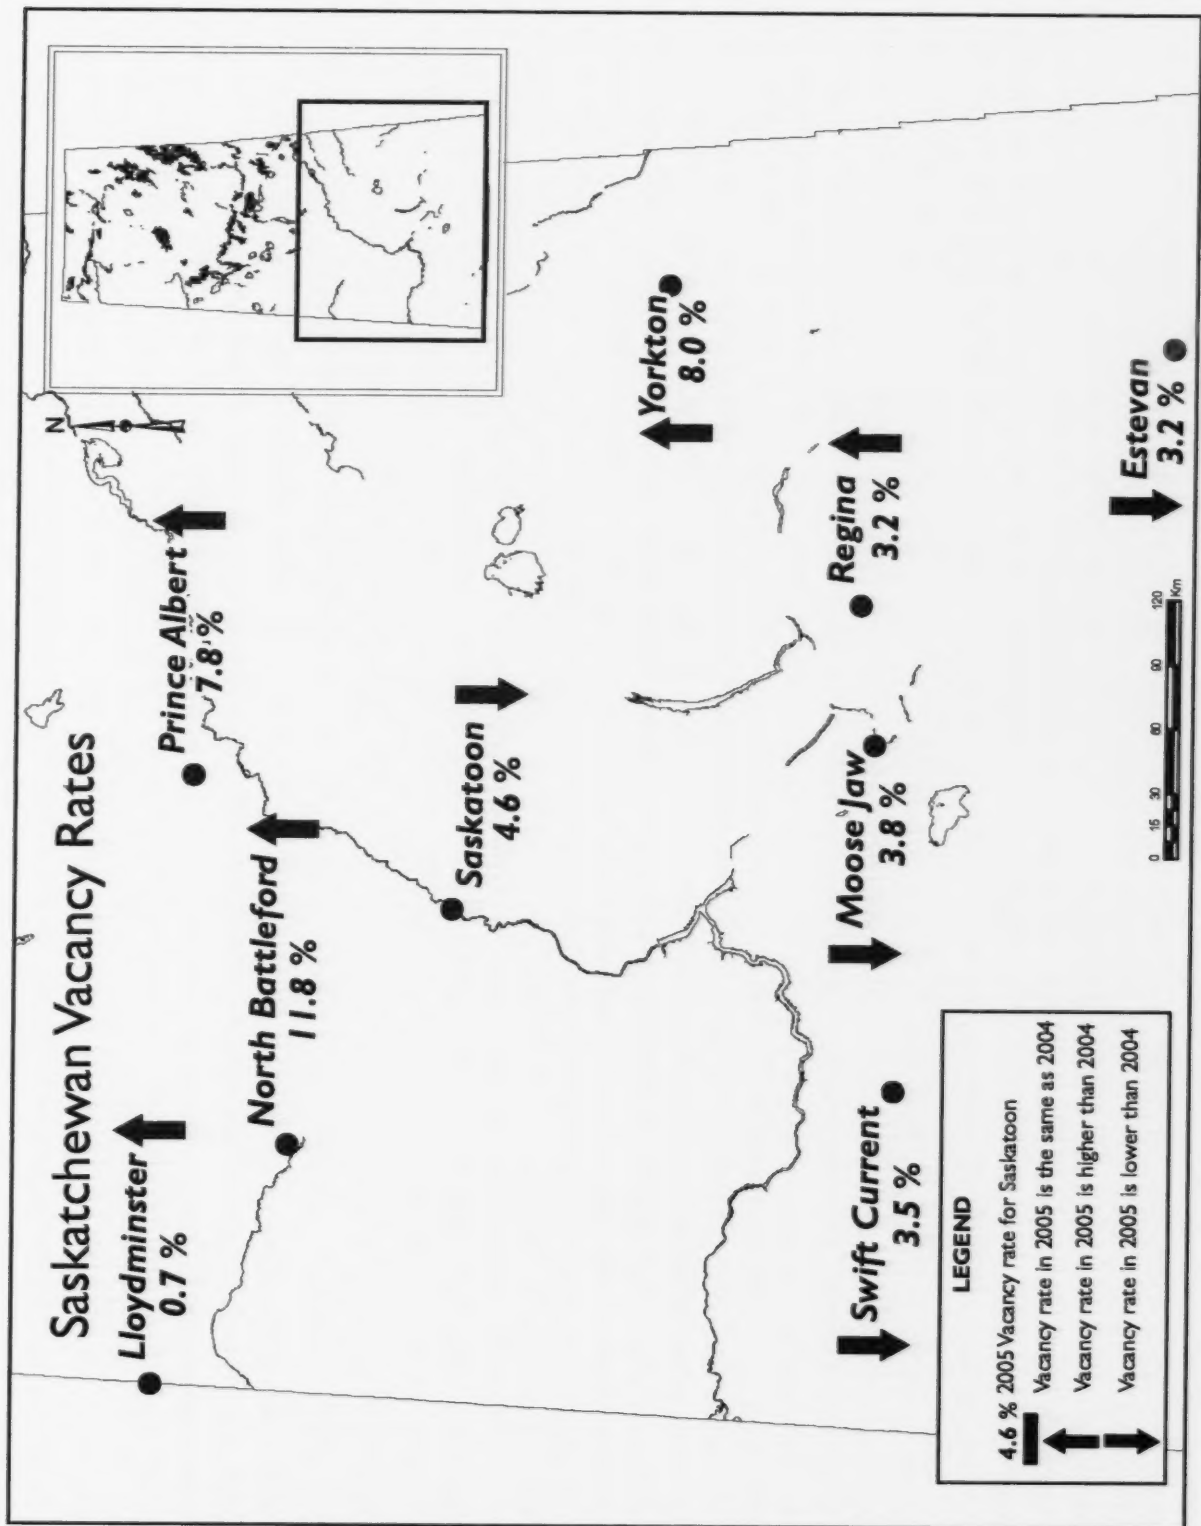 Saskatchewan Vacancy Rates
N
Lloydminster
0.7 %
Prince Albert
7.8 %
North Battleford
11.8 %
Saskatoon
4.6 %
Yorkton
8.0 %
Regina
3.2 %
Moose Jaw
3.8 %
Swift Current
3.5 %
Estevan
3.2 %
LEGEND
4.6 % 2005 Vacancy rate for Saskatoon
Vacancy rate in 2005 is the same as 2004
Vacancy rate in 2005 is higher than 2004
Vacancy rate in 2005 is lower than 2004
0 15 30 60 90 120
Km